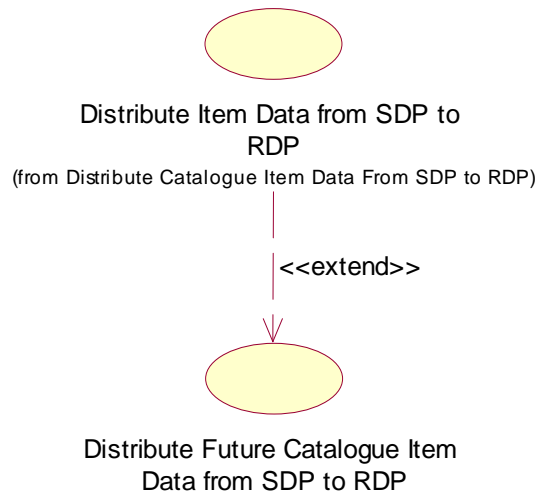 Distribute Item Data from SDP to
RDP
(from Distribute Catalogue Item Data From SDP to RDP)
<<extend>>
Distribute Future Catalogue Item
Data from SDP to RDP